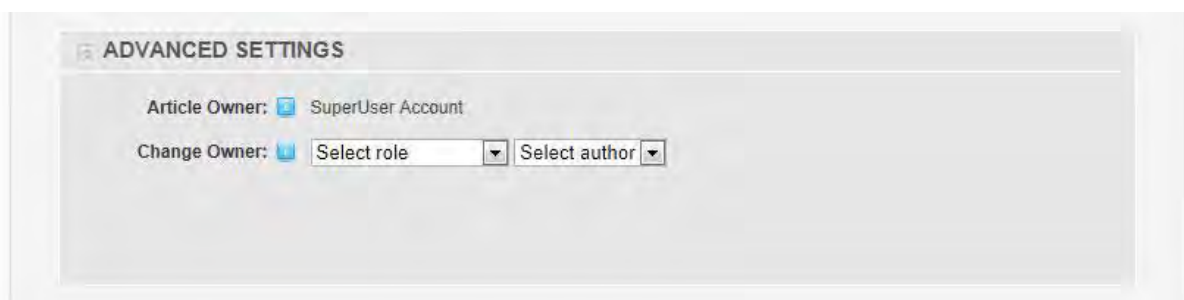 ADVANCED SETTINGS
Article Owner: SuperUser Account
Change Owner: Select role Select author